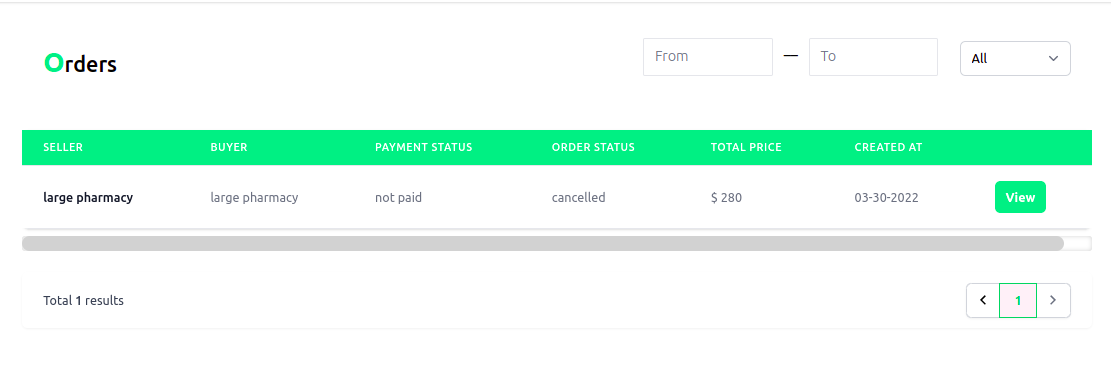 Orders
From — To All
SELLER BUYER PAYMENT STATUS ORDER STATUS TOTAL PRICE CREATED AT
large pharmacy large pharmacy not paid cancelled $ 280 03-30-2022 View
Total 1 results 1